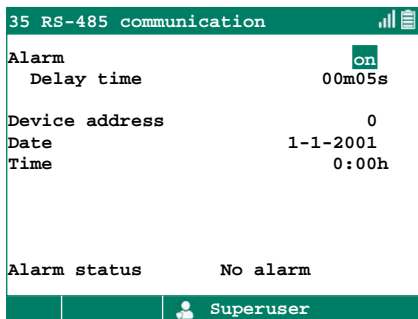 35 RS-485 communication
Alarm on
Delay time 00m05s
Device address 0
Date 1-1-2001
Time 0:00h
Alarm status No alarm
Superuser